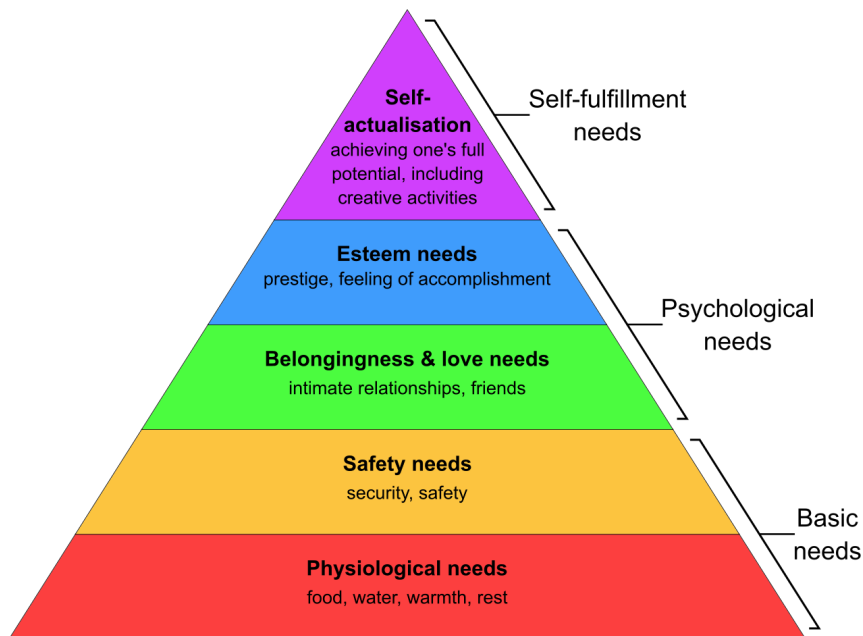 Self-
actualisation
achieving one's full
potential, including
creative activities
Self-fulfillment
needs
Esteem needs
prestige, feeling of accomplishment
Psychological
needs
Belongingness & love needs
intimate relationships, friends
Safety needs
security, safety
Basic
needs
Physiological needs
food, water, warmth, rest